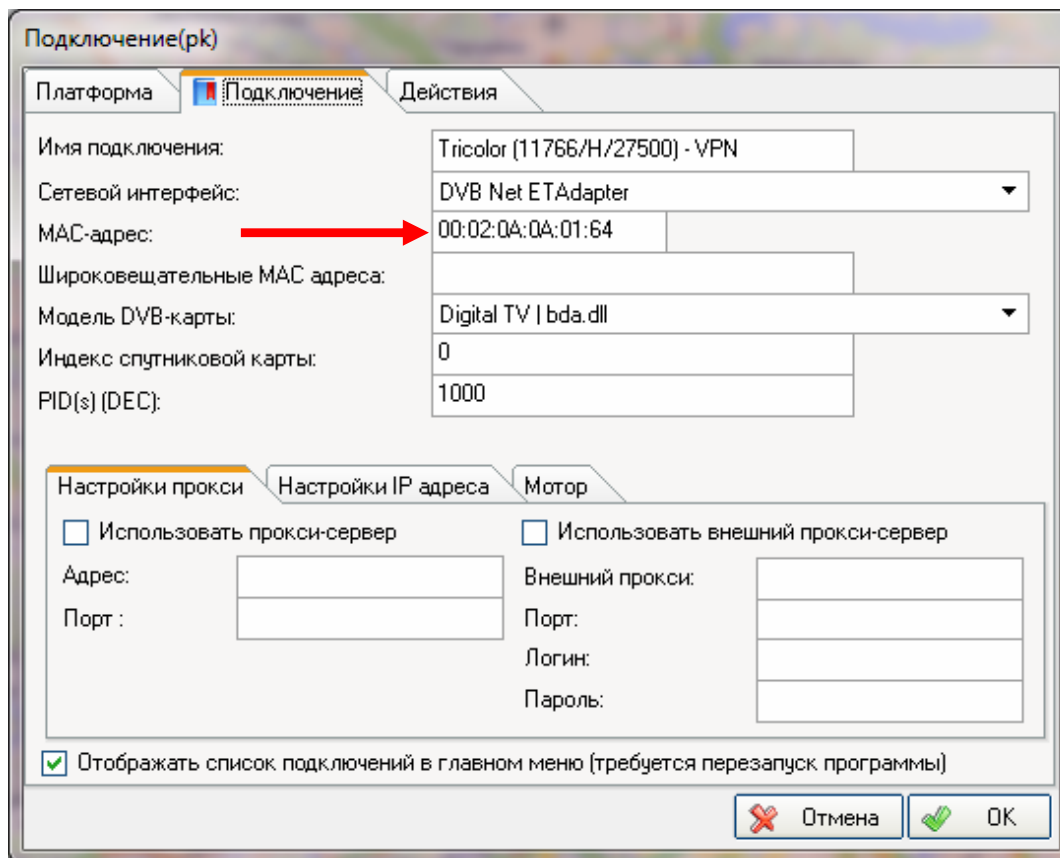 Подключение(pk)
Платформа Подключение Действия
Имя подключения: Tricolor (11766/H/27500) - VPN
Сетевой интерфейс: DVB Net ETAdapter
MAC-адрес: 00:02:0A:0A:01:64
Широковещательные MAC адреса:
Модель DVB-карты: Digital TV | bda.dll
Индекс спутниковой карты: 0
PID(s) (DEC): 1000
Настройки прокси Настройки IP адреса Мотор
Использовать прокси-сервер Использовать внешний прокси-сервер
Адрес: Внешний прокси:
Порт : Порт:
Логин:
Пароль:
Отображать список подключений в главном меню (требуется перезапуск программы)
Отмена OK